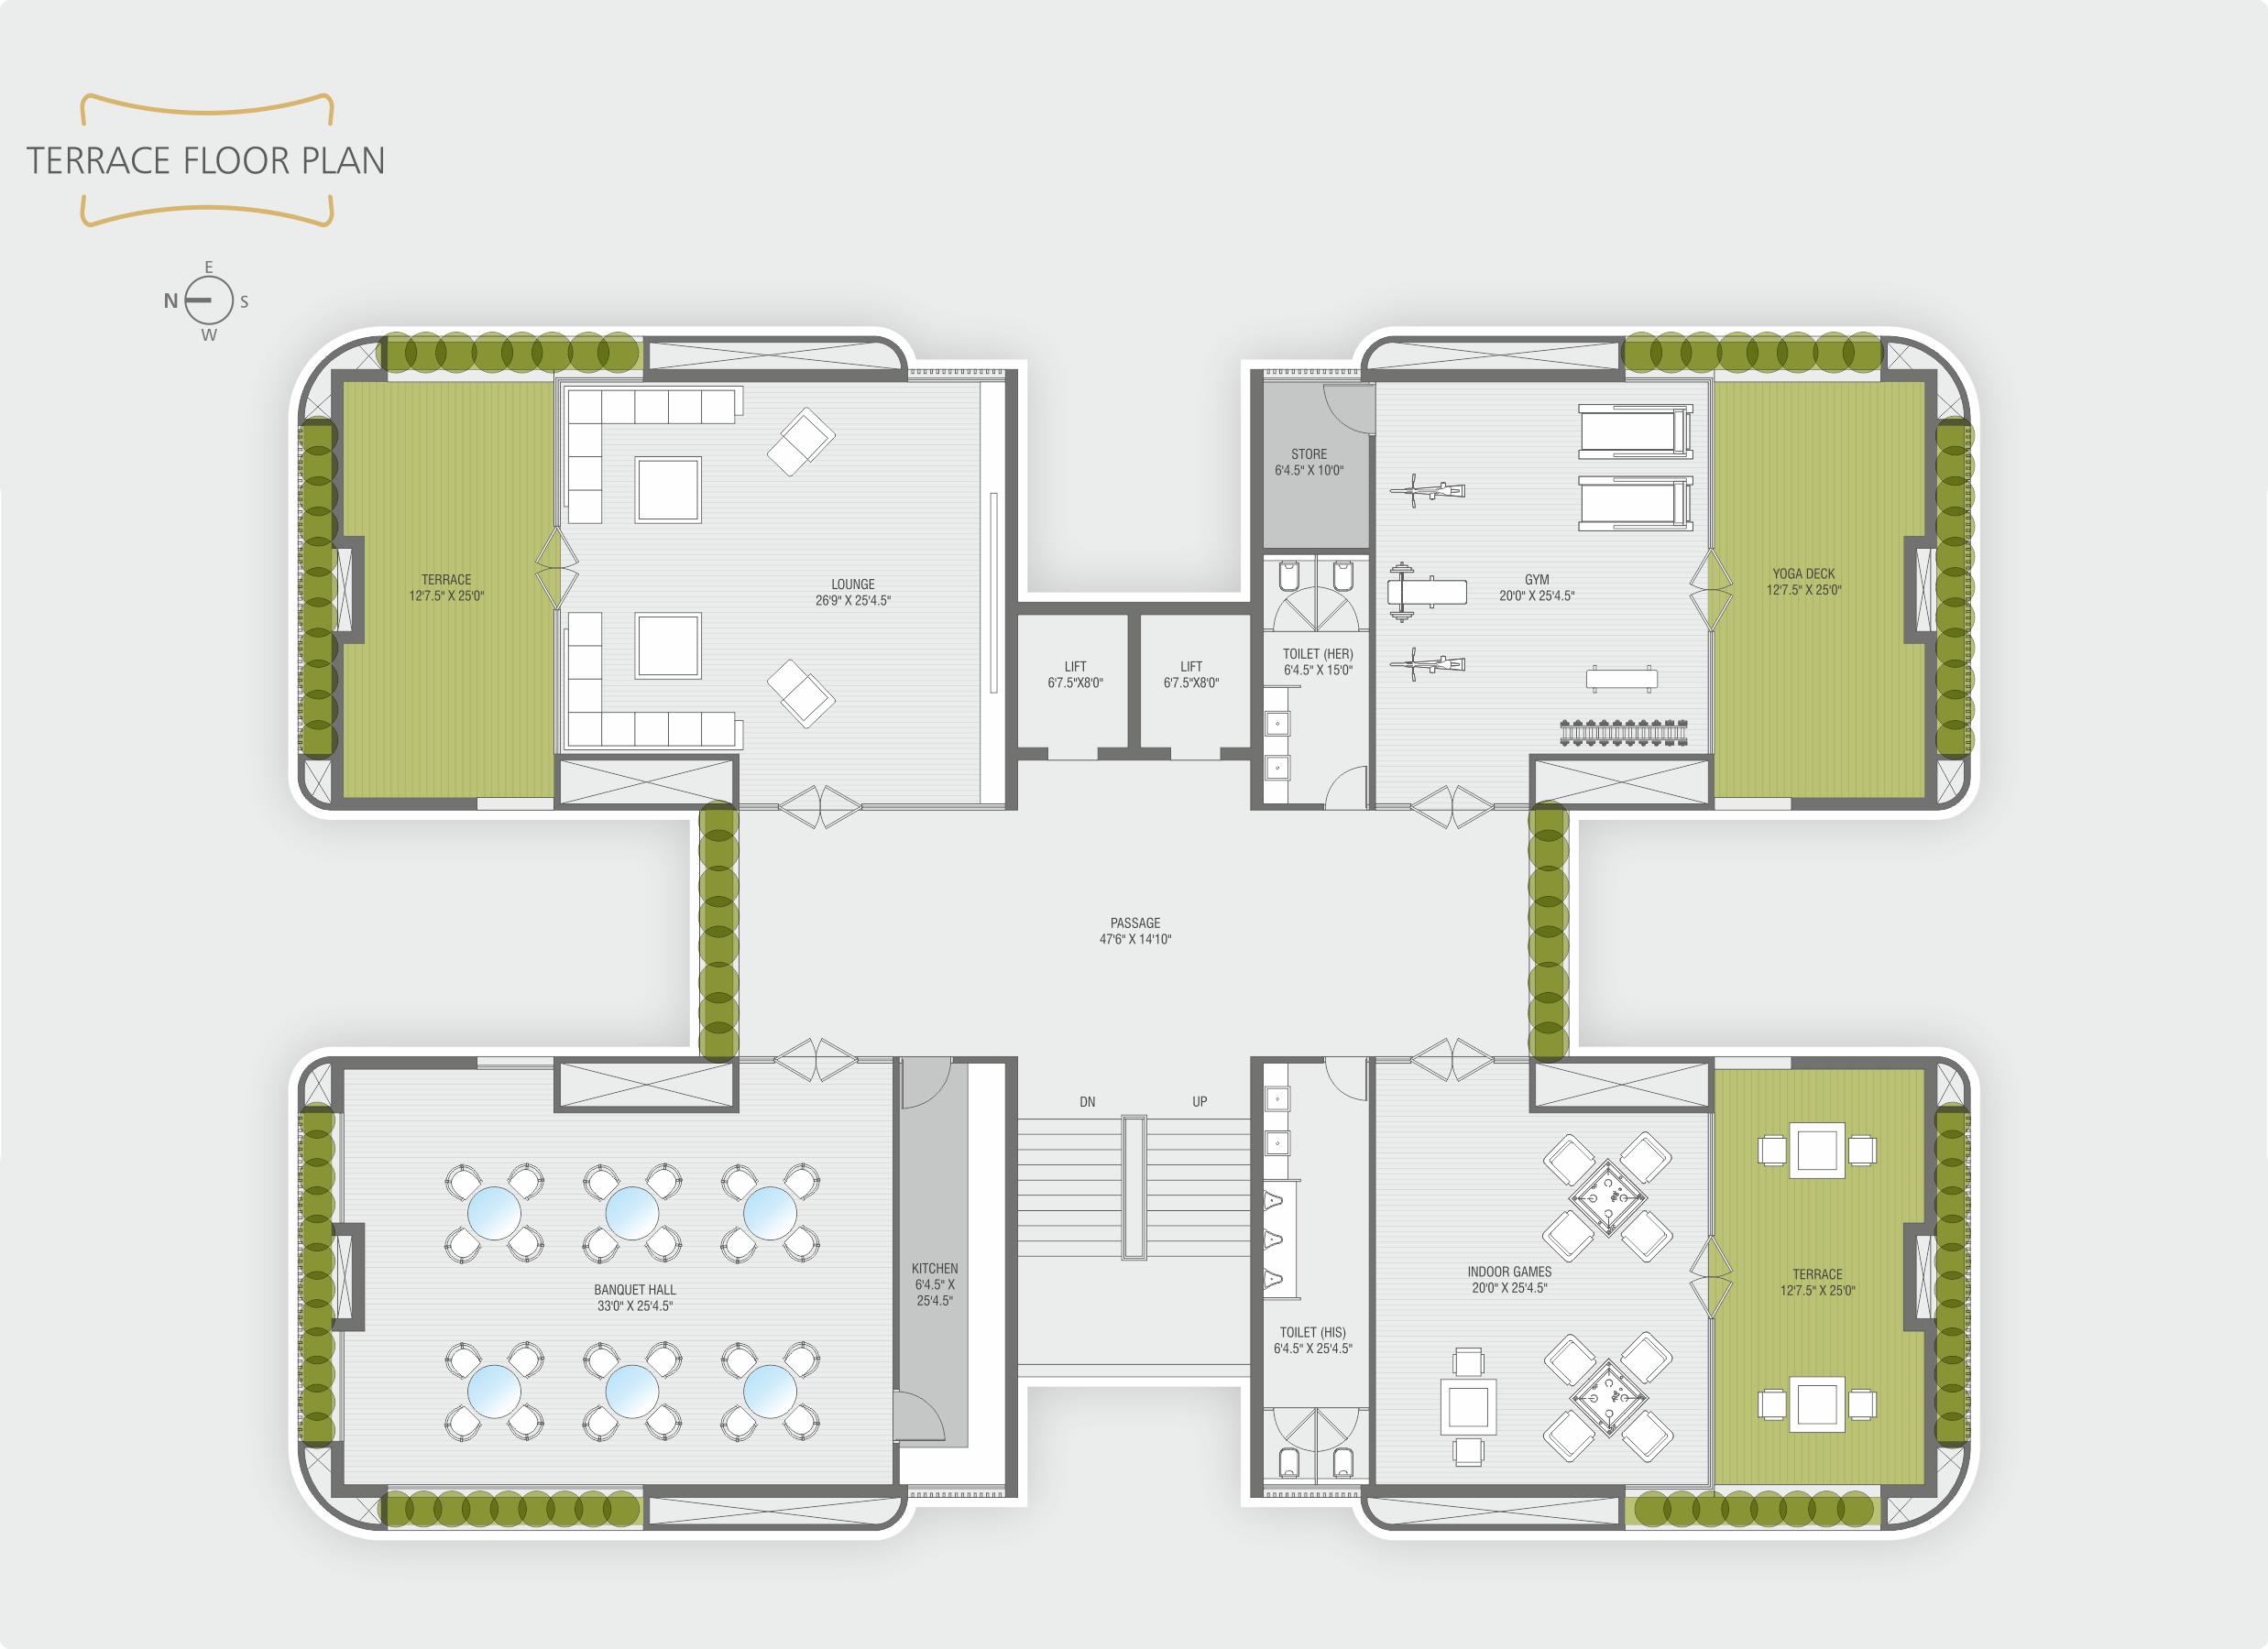 TERRACE FLOOR PLAN
E
N
S
W
TERRACE
12'7.5" X 25'0"
LOUNGE
26'9" X 25'4.5"
LIFT
6'7.5"X8'0"
LIFT
6'7.5"X8'0"
STORE
6'4.5" X 10'0"
TOILET (HER)
6'4.5" X 15'0"
GYM
20'0" X 25'4.5"
YOGA DECK
12'7.5" X 25'0"
PASSAGE
47'6" X 14'10"
DN
UP
BANQUET HALL
33'0" X 25'4.5"
KITCHEN
6'4.5" X
25'4.5"
TOILET (HIS)
6'4.5" X 25'4.5"
INDOOR GAMES
20'0" X 25'4.5"
TERRACE
12'7.5" X 25'0"